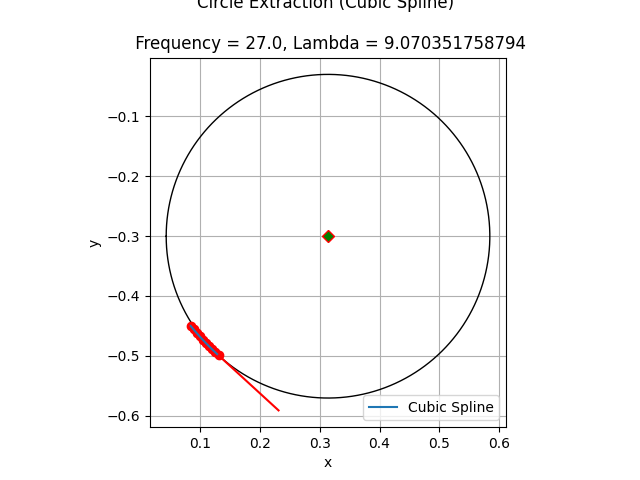 Circle Extraction (Cubic Spline)
Frequency = 27.0, Lambda = 9.070351758794
−0.1
−0.2
−0.3
−0.4
−0.5
−0.6
y
0.1 0.2 0.3 0.4 0.5 0.6
x
Cubic Spline